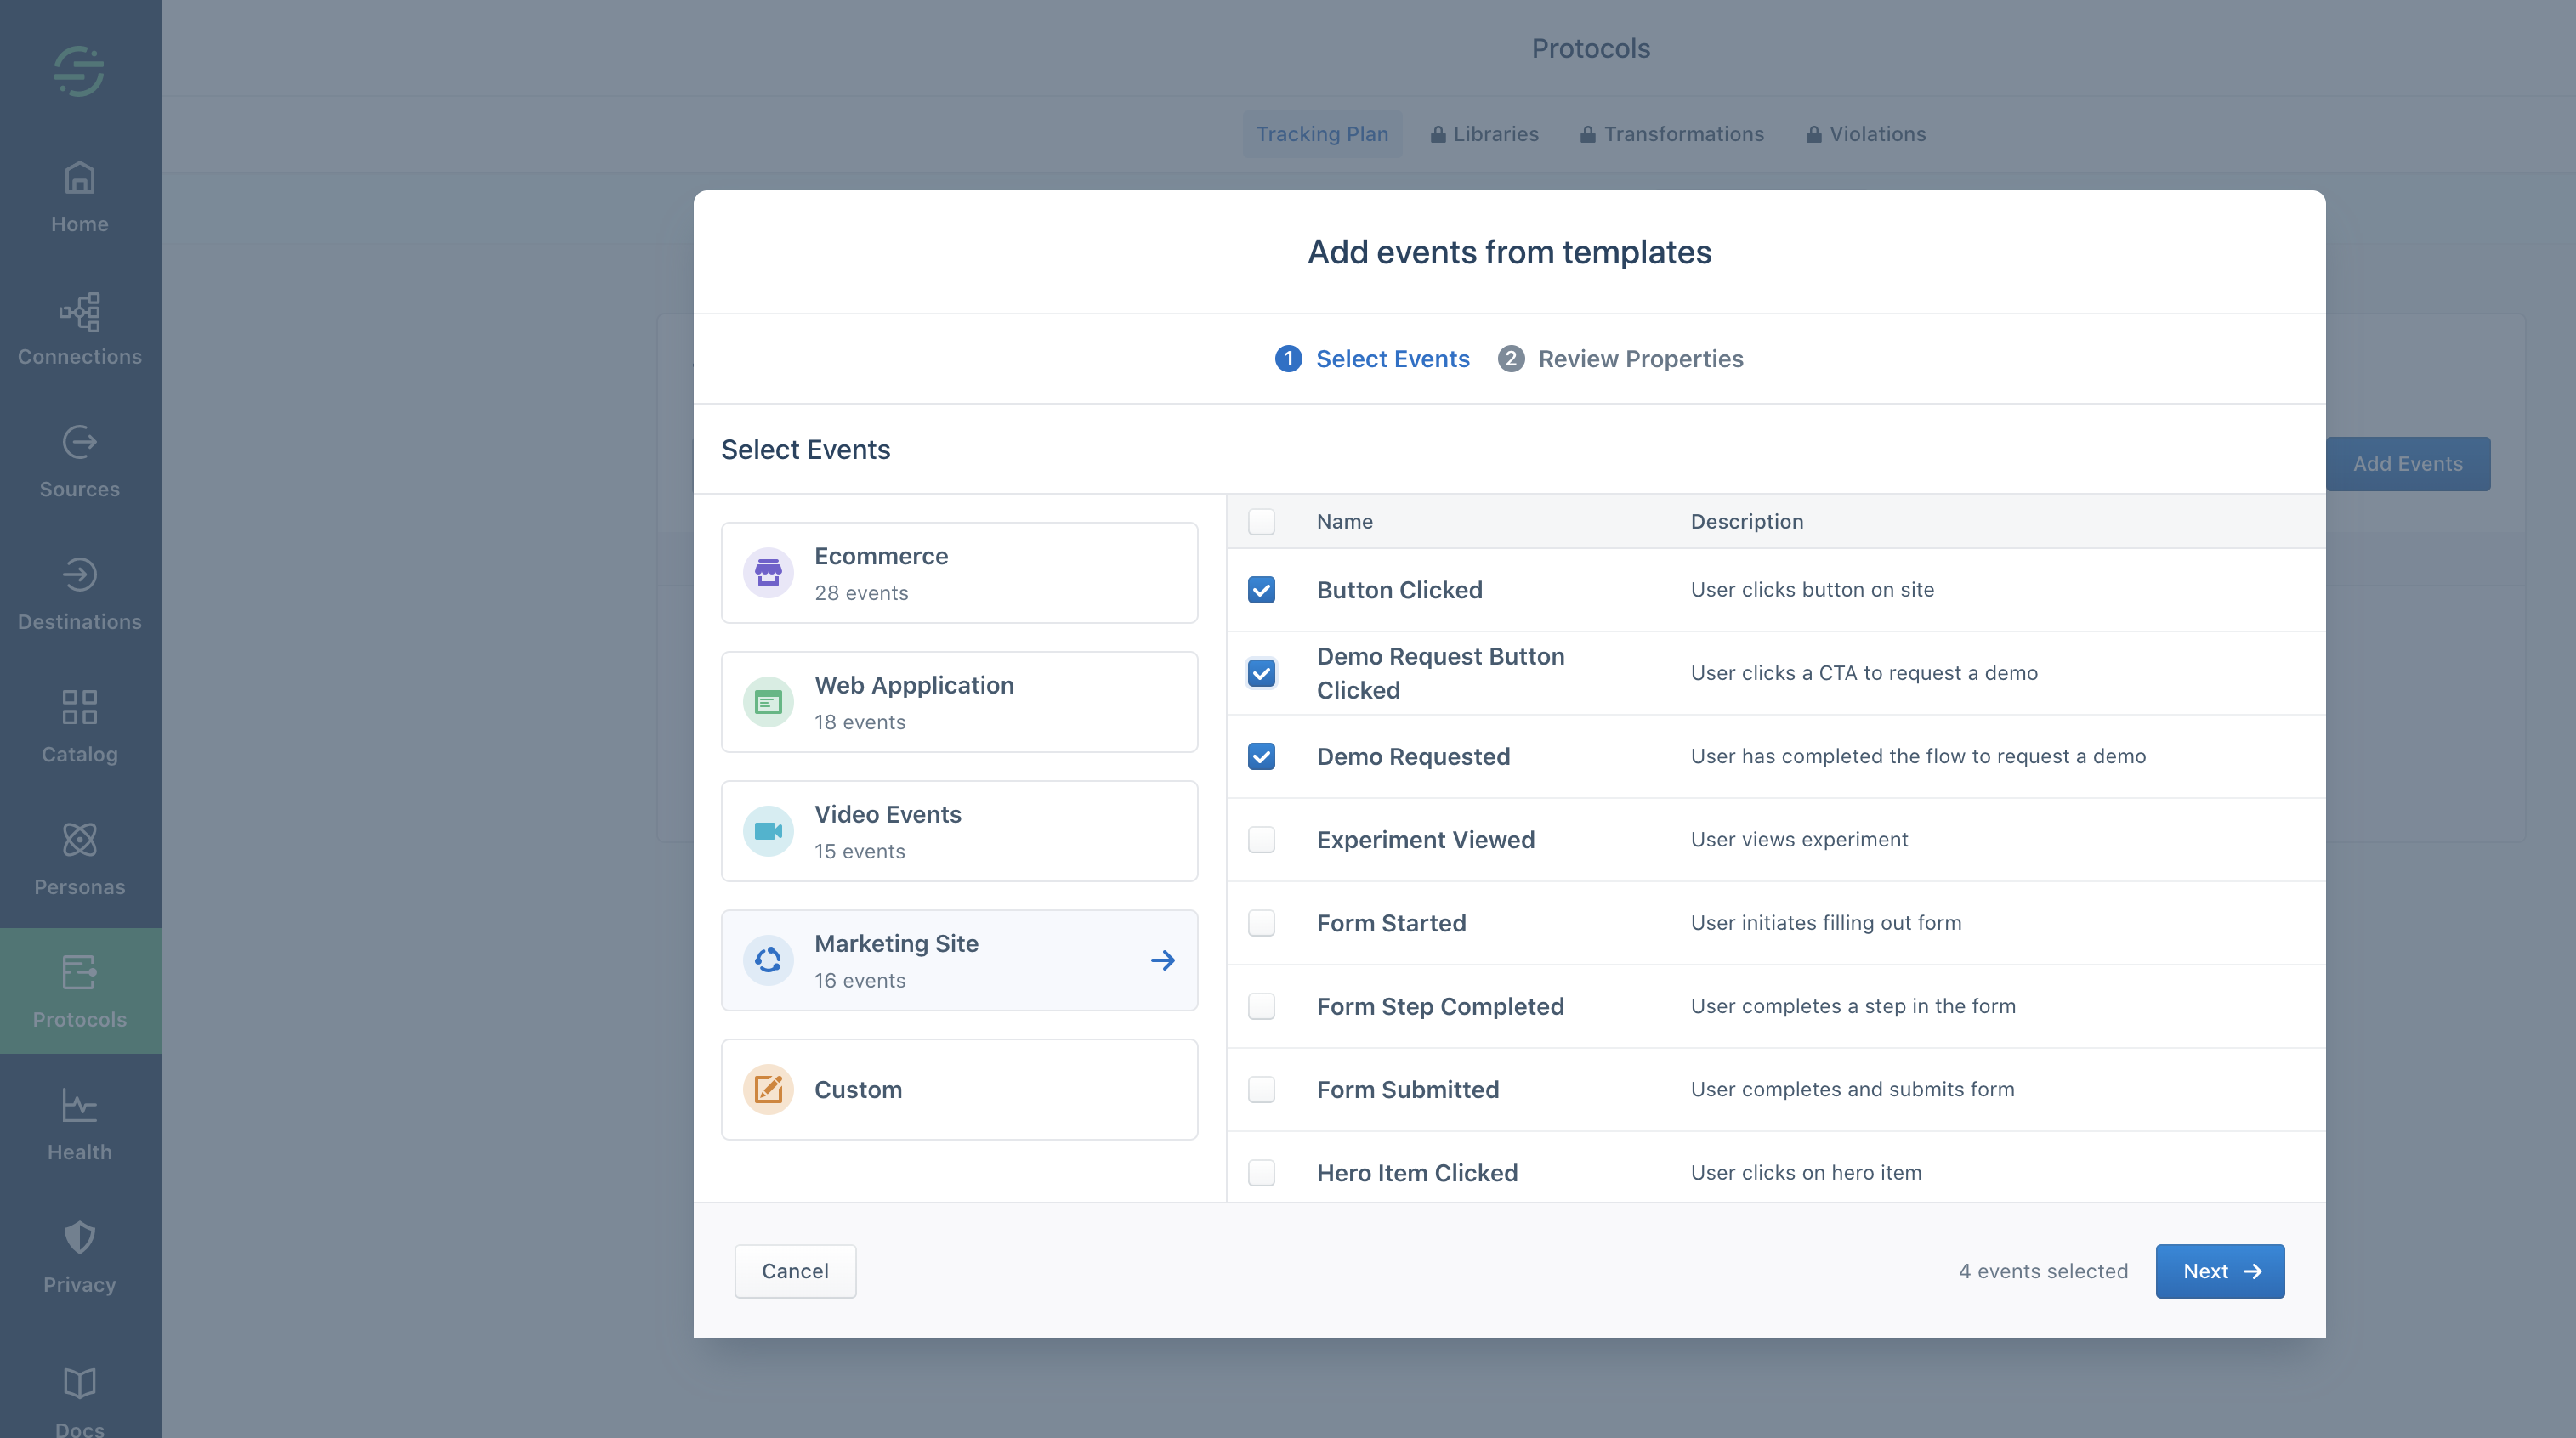 Protocols
Tracking Plan
Libraries
Transformations
Violations
Home
Connections
Sources
Destinations
Catalog
Personas
Protocols
Health
Privacy
Docs
Add Events
Add events from templates
1 Select Events
2 Review Properties
Select Events
Ecommerce
28 events
Web Appplication
18 events
Video Events
15 events
Marketing Site
16 events
Custom
Name Description
Button Clicked User clicks button on site
Demo Request Button
Clicked
User clicks a CTA to request a demo
Demo Requested User has completed the flow to request a demo
Experiment Viewed User views experiment
Form Started User initiates filling out form
Form Step Completed User completes a step in the form
Form Submitted User completes and submits form
Hero Item Clicked User clicks on hero item
Cancel
4 events selected
Next